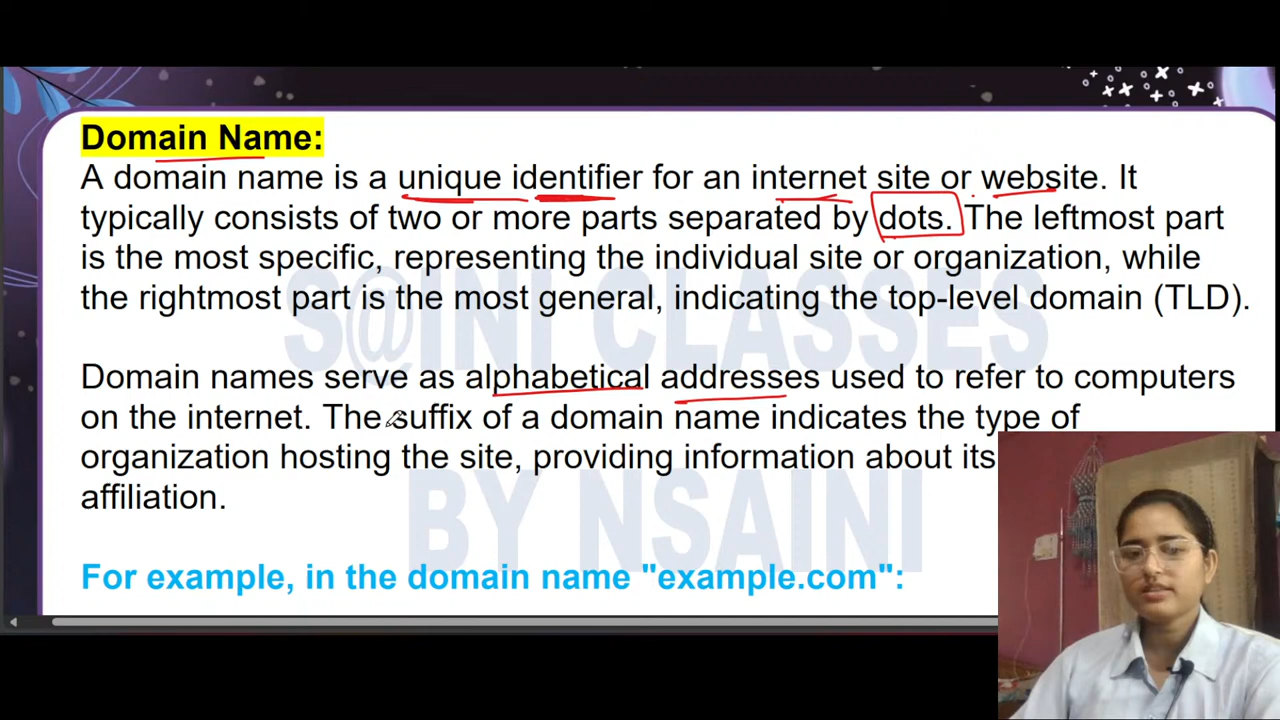 Domain Name:
A domain name is a unique identifier for an internet site or website. It
typically consists of two or more parts separated by dots. The leftmost part
is the most specific, representing the individual site or organization, while
the rightmost part is the most general, indicating the top-level domain (TLD).
Domain names serve as alphabetical addresses used to refer to computers
on the internet. The suffix of a domain name indicates the type of
organization hosting the site, providing information about its
affiliation.
For example, in the domain name "example.com":
S@INI CLASSES
BY NSAINI